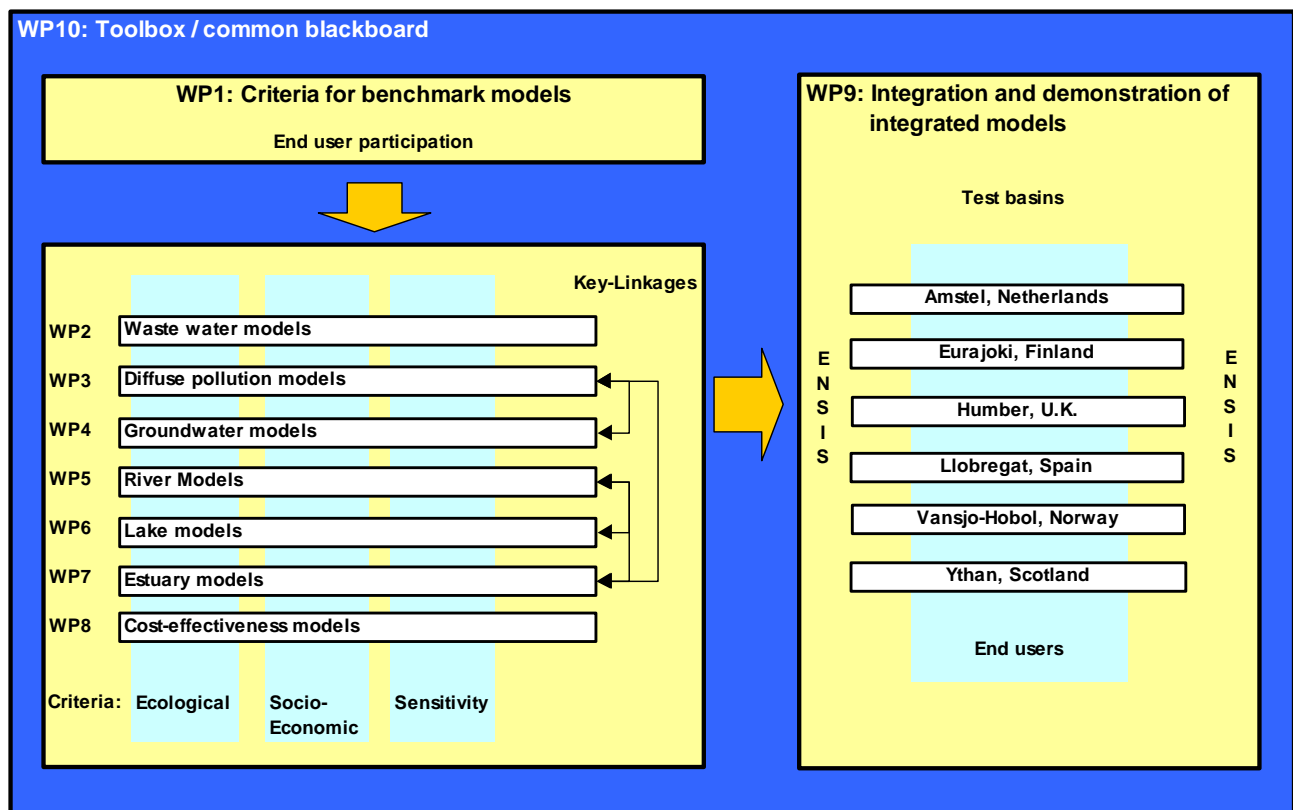 WP10: Toolbox / common blackboard
WP1: Criteria for benchmark models
End user participation
Key-Linkages
WP2 Waste water models
WP3 Diffuse pollution models
WP4 Groundwater models
WP5 River Models
WP6 Lake models
WP7 Estuary models
WP8 Cost-effectiveness models
Criteria: Ecological Socio- Sensitivity
Economic
WP9: Integration and demonstration of
integrated models
Test basins
Amstel, Netherlands
Eurajoki, Finland
Humber, U.K.
Llobregat, Spain
Vansjo-Hobol, Norway
Ythan, Scotland
End users
E
N
S
I
S
E
N
S
I
S